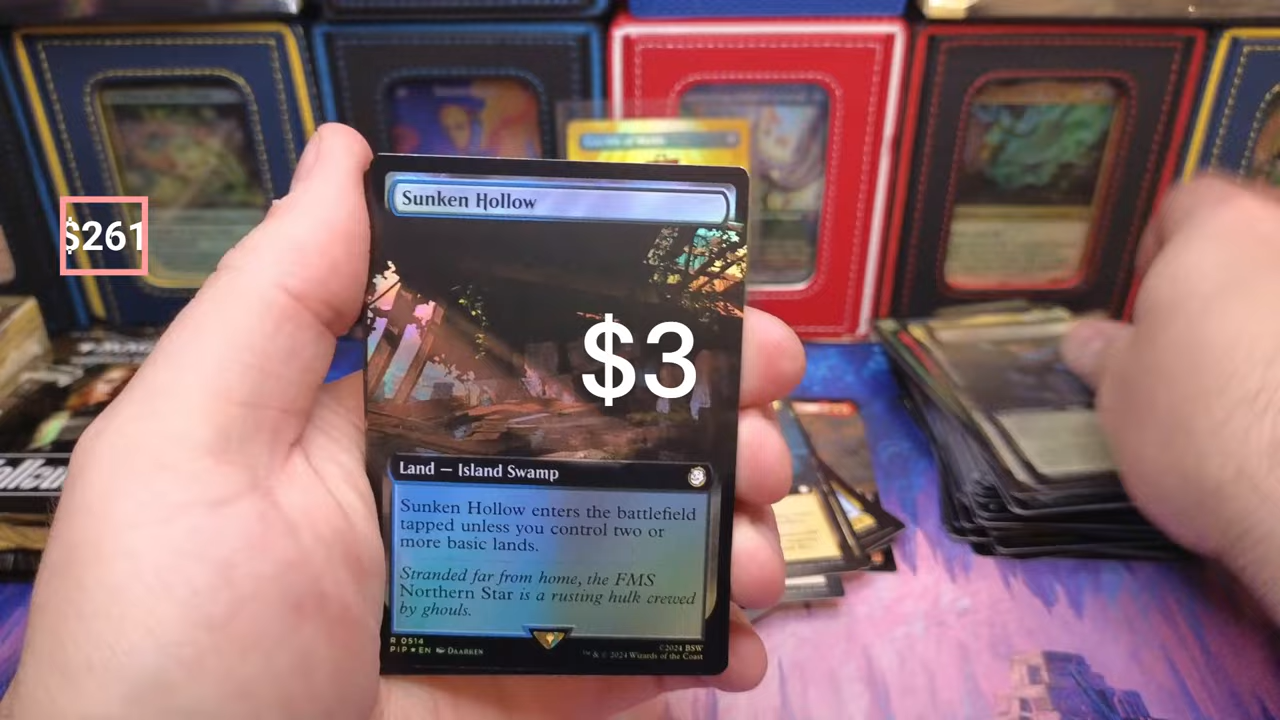 Sunken Hollow
$261
$3
Land — Island Swamp
Sunken Hollow enters the battlefield
tapped unless you control two or
more basic lands.
Stranded far from home, the FMS
Northern Star is a rusting hulk crewed
by ghouls.
R 0514
PIP★EN DAARKEN
©2024 BSW
™ & © 2024 Wizards of the Coast